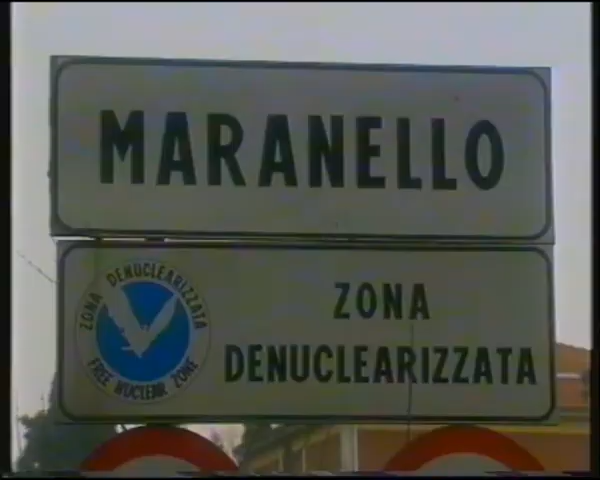 MARANELLO
ZONA DENUCLEARIZZATA
FREE NUCLEAR ZONE
ZONA
DENUCLEARIZZATA